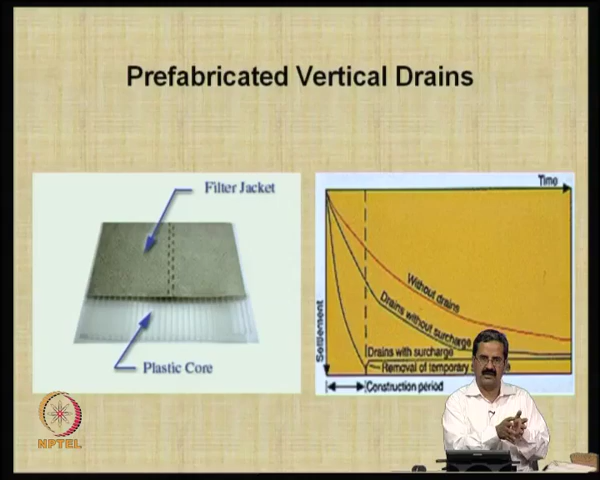 Prefabricated Vertical Drains
Filter Jacket
Plastic Core
Time
Settlement
Without drains
Drains without surcharge
Drains with surcharge
Removal of temporary
Construction period
NPTEL